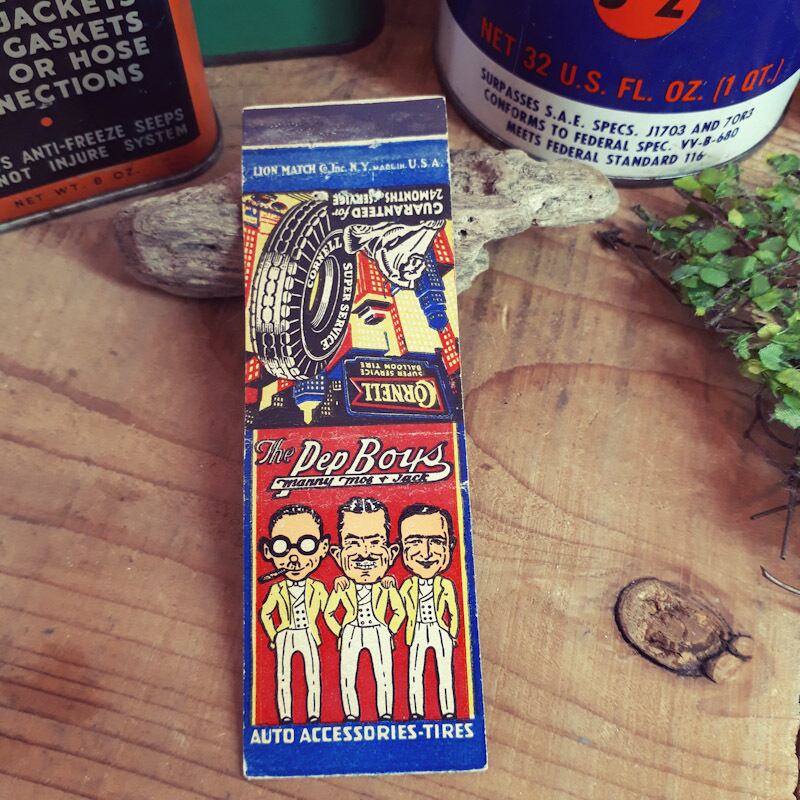 JACKETS
GASKETS
OR HOSE
NECTIONS
S ANTI-FREEZE SEEPS
NOT INJURE SYSTEM
NET WT. 8 OZ.
NET 32 U.S. FL. OZ. (1 QT.)
SURPASSES S.A.E. SPECS. J1703 AND 70R3
CONFORMS TO FEDERAL SPEC. VV-B-680
MEETS FEDERAL STANDARD 116
LION MATCH Co Inc. N.Y. MADE IN U.S.A.
GUARANTEED for
24 MONTHS SERVICE
CORNELL
SUPER SERVICE
CORNELL
SUPER SERVICE
BALLOON TIRE
The Pep Boys
Manny Moe & Jack
AUTO ACCESSORIES-TIRES